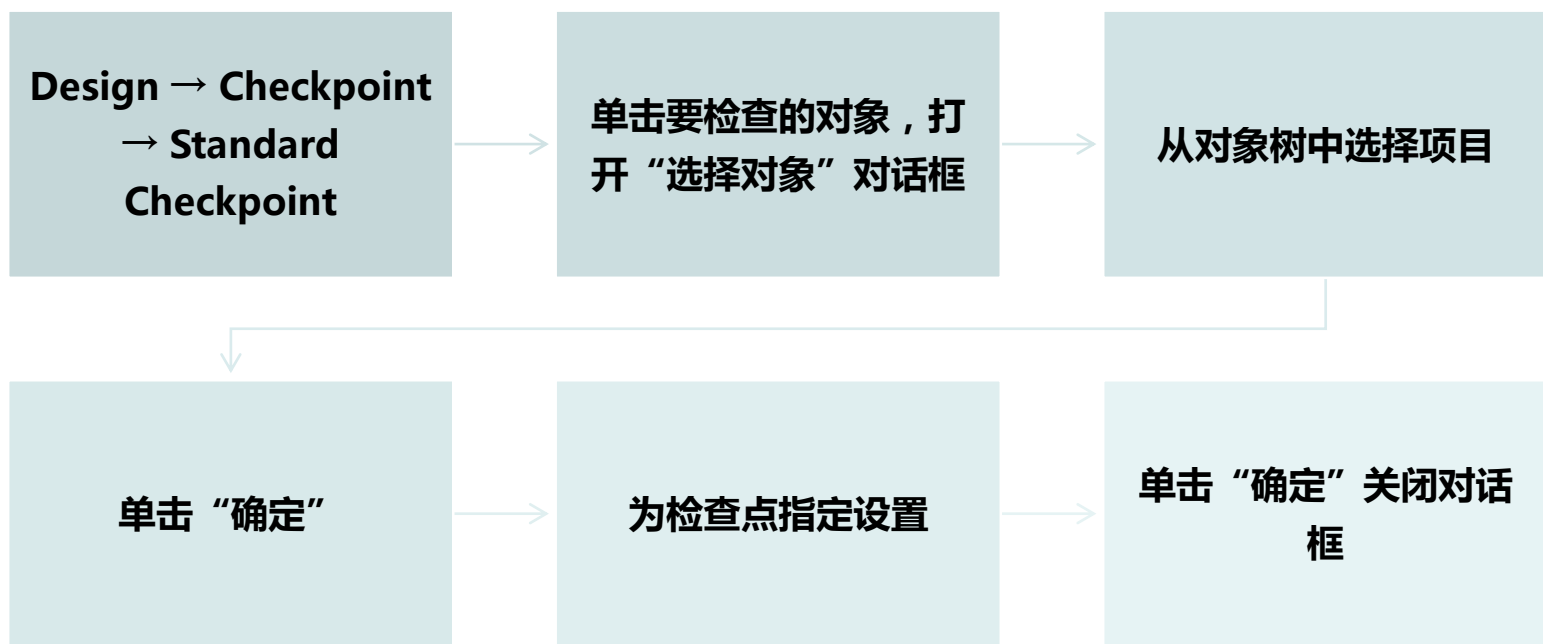 Design → Checkpoint
→ Standard
Checkpoint
单击要检查的对象，打
开“选择对象”对话框
从对象树中选择项目
单击“确定”
为检查点指定设置
单击“确定”关闭对话
框